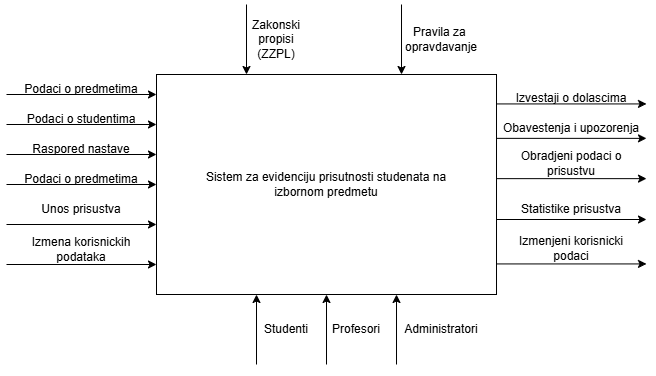 Zakonski
propisi
(ZZPL)
Pravila za
opravdavanje
Podaci o predmetima
Podaci o studentima
Raspored nastave
Podaci o predmetima
Unos prisustva
Izmena korisnickih
podataka
Sistem za evidenciju prisutnosti studenata na
izbornom predmetu
Izvestaji o dolascima
Obavestenja i upozorenja
Obradjeni podaci o
prisustvu
Statistike prisustva
Izmenjeni korisnicki
podaci
Studenti
Profesori
Administratori